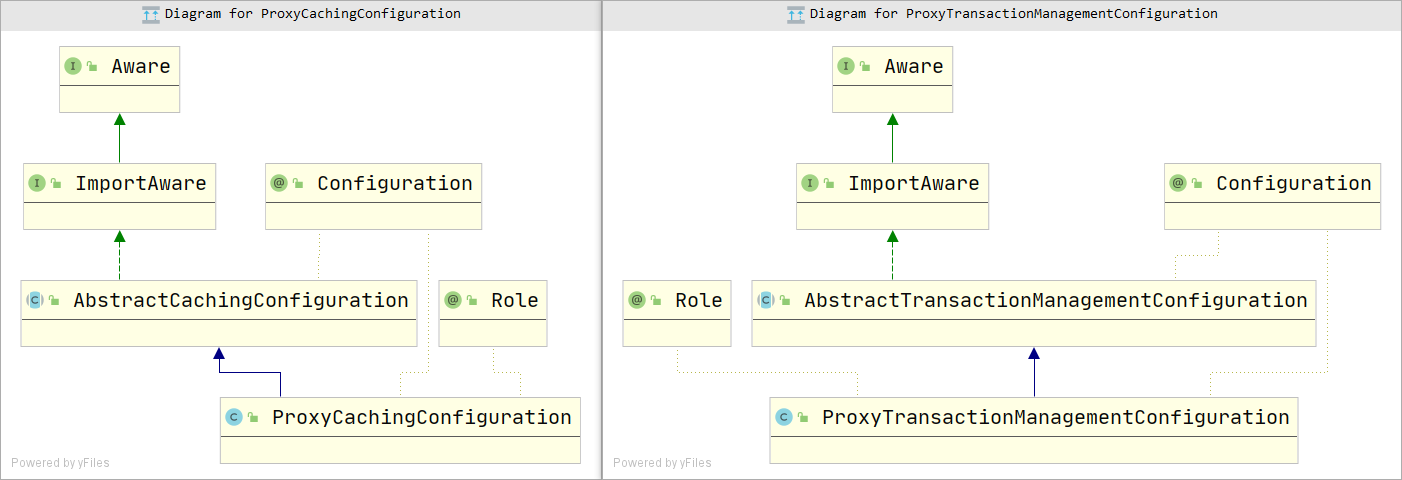 Diagram for ProxyCachingConfiguration
I Aware
I ImportAware
@ Configuration
C AbstractCachingConfiguration
@ Role
C ProxyCachingConfiguration
Powered by yFiles
Diagram for ProxyTransactionManagementConfiguration
I Aware
I ImportAware
@ Configuration
@ Role
C AbstractTransactionManagementConfiguration
C ProxyTransactionManagementConfiguration
Powered by yFiles